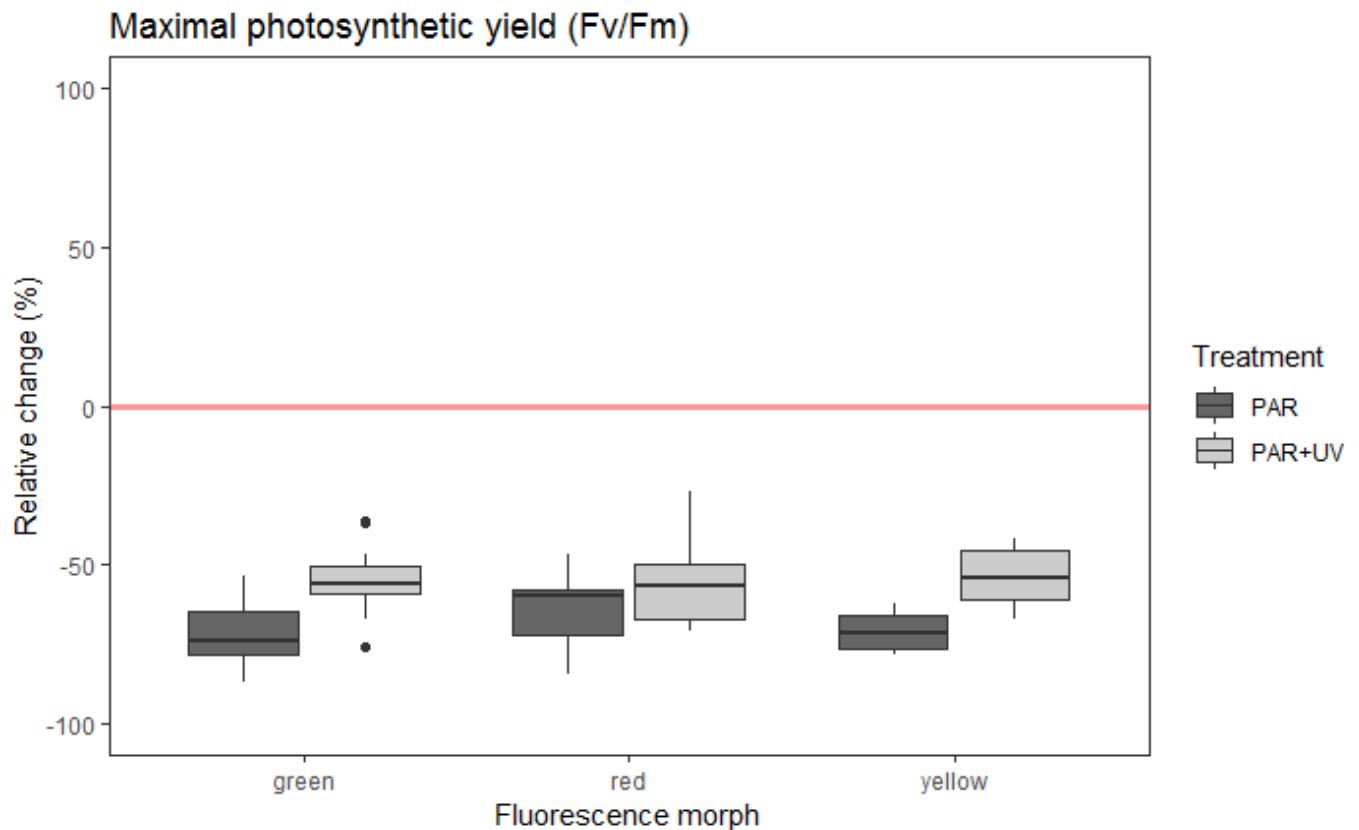 Maximal photosynthetic yield (Fv/Fm)
100
50
0
-50
-100
Relative change (%)
green
red
yellow
Fluorescence morph
Treatment
PAR
PAR+UV